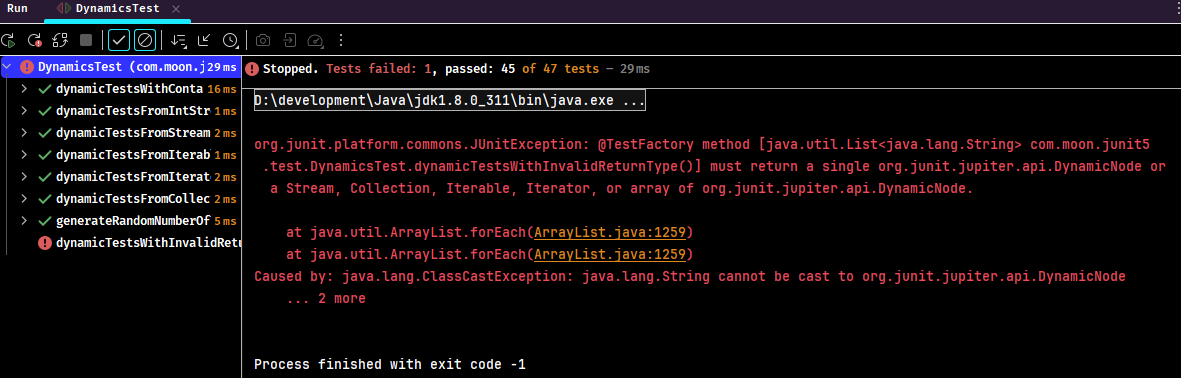 Run DynamicsTest
Stopped. Tests failed: 1, passed: 45 of 47 tests – 29 ms
DynamicsTest (com.moon.j 29 ms
dynamicTestsWithConta 16 ms
dynamicTestsFromIntStr 1 ms
dynamicTestsFromStream 2 ms
dynamicTestsFromIterab 1 ms
dynamicTestsFromIterat 2 ms
dynamicTestsFromCollec 2 ms
generateRandomNumberOf 5 ms
dynamicTestsWithInvalidRetu
D:\development\Java\jdk1.8.0_311\bin\java.exe ...
org.junit.platform.commons.JUnitException: @TestFactory method [java.util.List<java.lang.String> com.moon.junit5
.test.DynamicsTest.dynamicTestsWithInvalidReturnType()] must return a single org.junit.jupiter.api.DynamicNode or
a Stream, Collection, Iterable, Iterator, or array of org.junit.jupiter.api.DynamicNode.
at java.util.ArrayList.forEach(ArrayList.java:1259)
at java.util.ArrayList.forEach(ArrayList.java:1259)
Caused by: java.lang.ClassCastException: java.lang.String cannot be cast to org.junit.jupiter.api.DynamicNode
... 2 more
Process finished with exit code -1